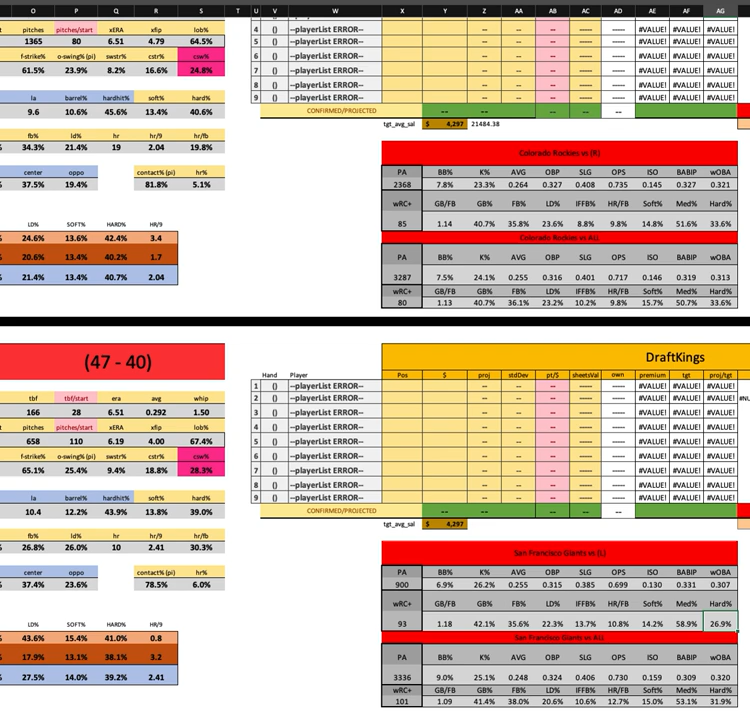 O P Q R S T U V W X Y Z AA AB AC AD AE AF AG
pitches pitches/start xERA xfip lob%
1365 80 6.51 4.79 64.5%
f-strike% o-swing% (pi) swstr% cstr% csw%
61.5% 23.9% 8.2% 16.6% 24.8%
la barrel% hardhit% soft% hard%
9.6 10.6% 45.6% 13.4% 40.6%
fb% ld% hr hr/9 hr/fb
34.3% 21.4% 19 2.04 19.8%
center oppo contact% (pi) hr%
37.5% 19.4% 81.8% 5.1%
LD% SOFT% HARD% HR/9
24.6% 13.6% 42.4% 3.4
20.6% 13.4% 40.2% 1.7
21.4% 13.4% 40.7% 2.04
4 () --playerList ERROR-- -- -- -- ----- ----- #VALUE! #VALUE! #VALUE!
5 () --playerList ERROR-- -- -- -- ----- ----- #VALUE! #VALUE! #VALUE!
6 () --playerList ERROR-- -- -- -- ----- ----- #VALUE! #VALUE! #VALUE!
7 () --playerList ERROR-- -- -- -- ----- ----- #VALUE! #VALUE! #VALUE!
8 () --playerList ERROR-- -- -- -- ----- ----- #VALUE! #VALUE! #VALUE!
9 () --playerList ERROR-- -- -- -- ----- ----- #VALUE! #VALUE! #VALUE!
CONFIRMED/PROJECTED -- -- -- -- --
tgt_avg_sal $ 4,297 21484.38
Colorado Rockies vs (R)
PA BB% K% AVG OBP SLG OPS ISO BABIP wOBA
2368 7.8% 23.3% 0.264 0.327 0.408 0.735 0.145 0.327 0.321
wRC+ GB/FB GB% FB% LD% IFFB% HR/FB Soft% Med% Hard%
85 1.14 40.7% 35.8% 23.6% 8.8% 9.8% 14.8% 51.6% 33.6%
Colorado Rockies vs ALL
PA BB% K% AVG OBP SLG OPS ISO BABIP wOBA
3287 7.5% 24.1% 0.255 0.316 0.401 0.717 0.146 0.319 0.313
wRC+ GB/FB GB% FB% LD% IFFB% HR/FB Soft% Med% Hard%
80 1.13 40.7% 36.1% 23.2% 10.2% 9.8% 15.7% 50.7% 33.6%
(47 - 40)
tbf tbf/start era avg whip
166 28 6.51 0.292 1.50
pitches pitches/start xERA xfip lob%
658 110 6.19 4.00 67.4%
f-strike% o-swing% (pi) swstr% cstr% csw%
65.1% 25.4% 9.4% 18.8% 28.3%
la barrel% hardhit% soft% hard%
10.4 12.2% 43.9% 13.8% 39.0%
fb% ld% hr hr/9 hr/fb
26.8% 26.0% 10 2.41 30.3%
center oppo contact% (pi) hr%
37.4% 23.6% 78.5% 6.0%
LD% SOFT% HARD% HR/9
43.6% 15.4% 41.0% 0.8
17.9% 13.1% 38.1% 3.2
27.5% 14.0% 39.2% 2.41
DraftKings
Hand Player Pos $ proj stdDev pt/$ sheetsVal own premium tgt proj/tgt
1 () --playerList ERROR-- -- -- -- ----- ----- #VALUE! #VALUE! #VALUE!
2 () --playerList ERROR-- -- -- -- ----- ----- #VALUE! #VALUE! #VALUE! #NU
3 () --playerList ERROR-- -- -- -- ----- ----- #VALUE! #VALUE! #VALUE!
4 () --playerList ERROR-- -- -- -- ----- ----- #VALUE! #VALUE! #VALUE!
5 () --playerList ERROR-- -- -- -- ----- ----- #VALUE! #VALUE! #VALUE!
6 () --playerList ERROR-- -- -- -- ----- ----- #VALUE! #VALUE! #VALUE!
7 () --playerList ERROR-- -- -- -- ----- ----- #VALUE! #VALUE! #VALUE!
8 () --playerList ERROR-- -- -- -- ----- ----- #VALUE! #VALUE! #VALUE!
9 () --playerList ERROR-- -- -- -- ----- ----- #VALUE! #VALUE! #VALUE!
CONFIRMED/PROJECTED -- -- -- -- --
tgt_avg_sal $ 4,297
San Francisco Giants vs (L)
PA BB% K% AVG OBP SLG OPS ISO BABIP wOBA
900 6.9% 26.2% 0.255 0.315 0.385 0.699 0.130 0.331 0.307
wRC+ GB/FB GB% FB% LD% IFFB% HR/FB Soft% Med% Hard%
93 1.18 42.1% 35.6% 22.3% 13.7% 10.8% 14.2% 58.9% 26.9%
San Francisco Giants vs ALL
PA BB% K% AVG OBP SLG OPS ISO BABIP wOBA
3336 9.0% 25.1% 0.248 0.324 0.406 0.730 0.159 0.309 0.320
wRC+ GB/FB GB% FB% LD% IFFB% HR/FB Soft% Med% Hard%
101 1.09 41.4% 38.0% 20.6% 10.6% 12.7% 15.0% 53.1% 31.9%